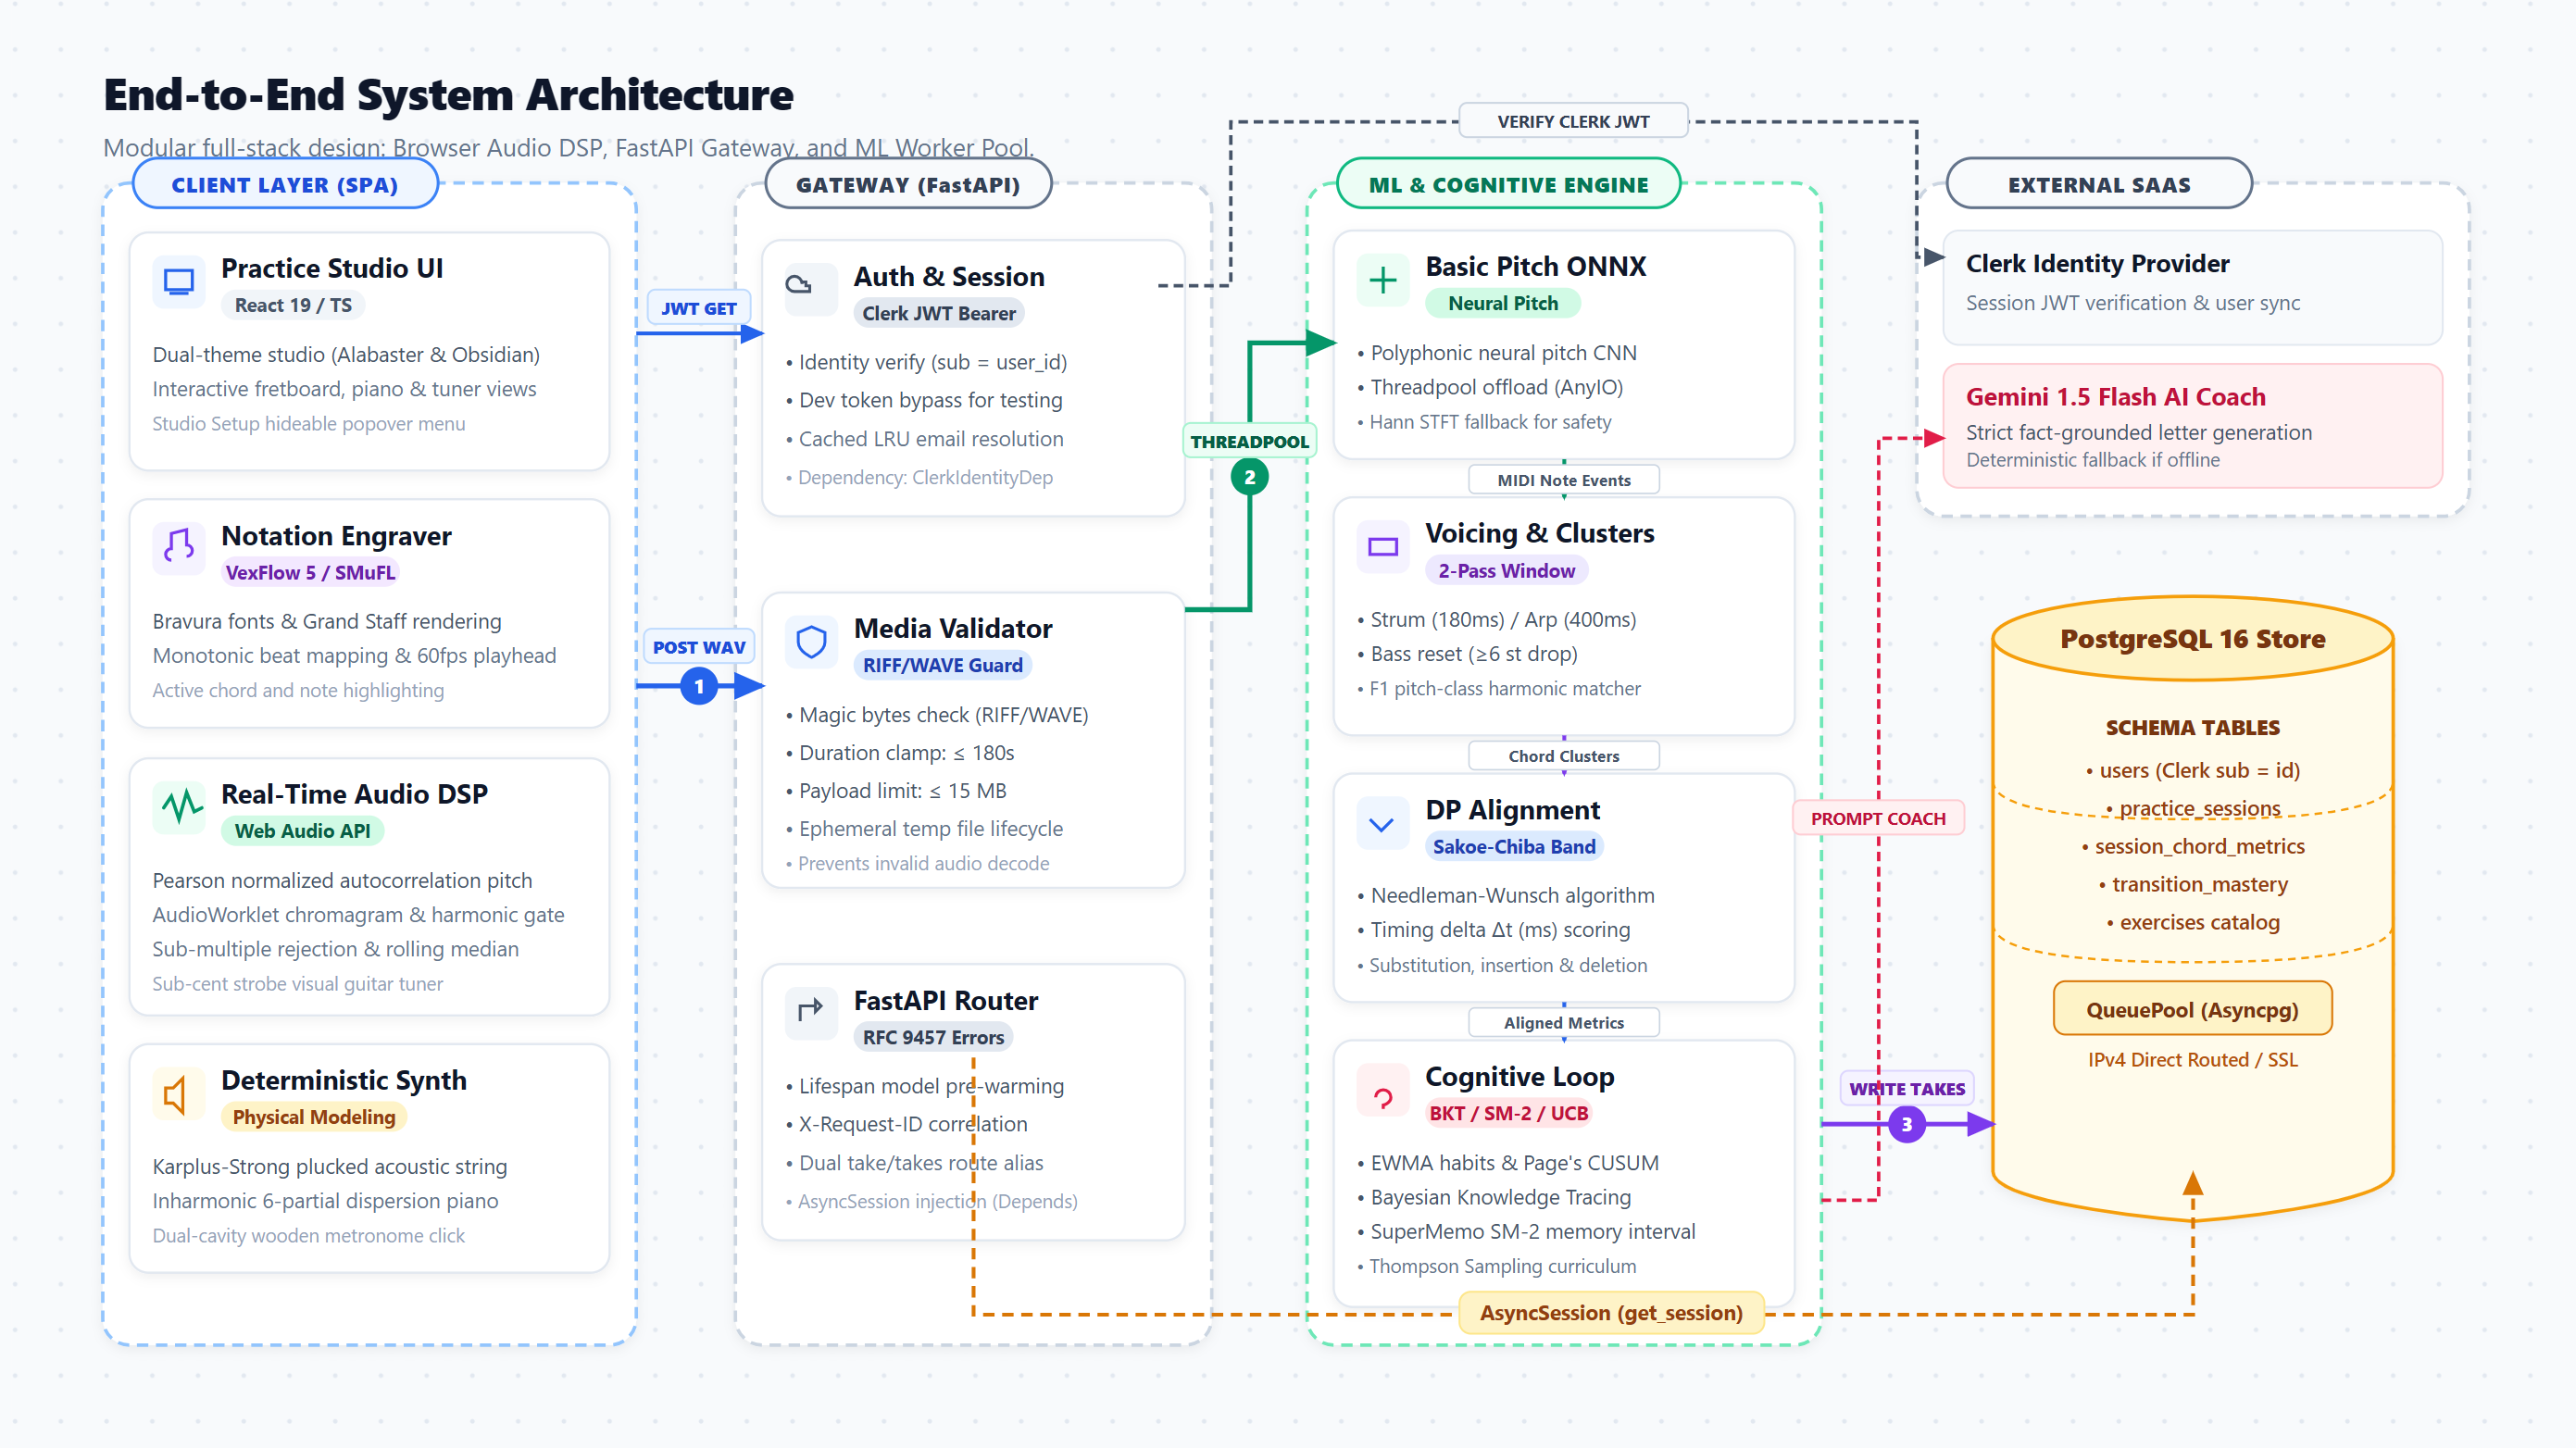 End-to-End System Architecture
Modular full-stack design: Browser Audio DSP, FastAPI Gateway, and ML Worker Pool.
CLIENT LAYER (SPA)
Practice Studio UI
React 19 / TS
Dual-theme studio (Alabaster & Obsidian)
Interactive fretboard, piano & tuner views
Studio Setup hideable popover menu
Notation Engraver
VexFlow 5 / SMuFL
Bravura fonts & Grand Staff rendering
Monotonic beat mapping & 60fps playhead
Active chord and note highlighting
Real-Time Audio DSP
Web Audio API
Pearson normalized autocorrelation pitch
AudioWorklet chromagram & harmonic gate
Sub-multiple rejection & rolling median
Sub-cent strobe visual guitar tuner
Deterministic Synth
Physical Modeling
Karplus-Strong plucked acoustic string
Inharmonic 6-partial dispersion piano
Dual-cavity wooden metronome click
JWT GET
POST WAV
1
GATEWAY (FastAPI)
Auth & Session
Clerk JWT Bearer
• Identity verify (sub = user_id)
• Dev token bypass for testing
• Cached LRU email resolution
• Dependency: ClerkIdentityDep
Media Validator
RIFF/WAVE Guard
• Magic bytes check (RIFF/WAVE)
• Duration clamp: ≤ 180s
• Payload limit: ≤ 15 MB
• Ephemeral temp file lifecycle
• Prevents invalid audio decode
FastAPI Router
RFC 9457 Errors
• Lifespan model pre-warming
• X-Request-ID correlation
• Dual take/takes route alias
• AsyncSession injection (Depends)
THREADPOOL
2
VERIFY CLERK JWT
ML & COGNITIVE ENGINE
Basic Pitch ONNX
Neural Pitch
• Polyphonic neural pitch CNN
• Threadpool offload (AnyIO)
• Hann STFT fallback for safety
MIDI Note Events
Voicing & Clusters
2-Pass Window
• Strum (180ms) / Arp (400ms)
• Bass reset (≥6 st drop)
• F1 pitch-class harmonic matcher
Chord Clusters
DP Alignment
Sakoe-Chiba Band
• Needleman-Wunsch algorithm
• Timing delta Δt (ms) scoring
• Substitution, insertion & deletion
Aligned Metrics
Cognitive Loop
BKT / SM-2 / UCB
• EWMA habits & Page's CUSUM
• Bayesian Knowledge Tracing
• SuperMemo SM-2 memory interval
• Thompson Sampling curriculum
AsyncSession (get_session)
PROMPT COACH
WRITE TAKES
3
EXTERNAL SAAS
Clerk Identity Provider
Session JWT verification & user sync
Gemini 1.5 Flash AI Coach
Strict fact-grounded letter generation
Deterministic fallback if offline
PostgreSQL 16 Store
SCHEMA TABLES
• users (Clerk sub = id)
• practice_sessions
• session_chord_metrics
• transition_mastery
• exercises catalog
QueuePool (Asyncpg)
IPv4 Direct Routed / SSL